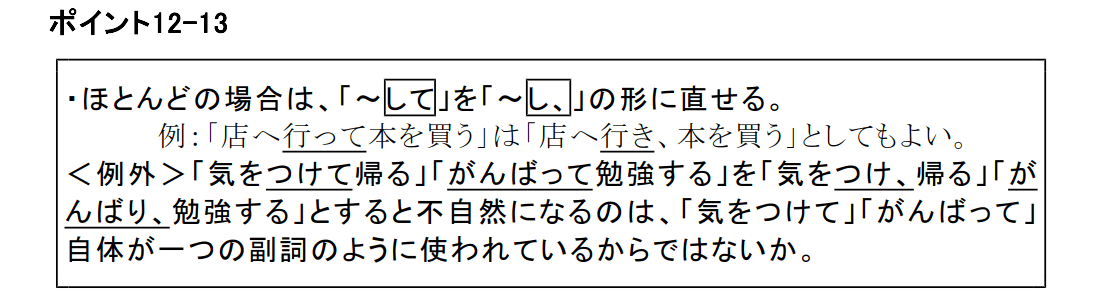 ポイント12-13
・ほとんどの場合は、「～して」を「～し、」の形に直せる。
例：「店へ行って本を買う」は「店へ行き、本を買う」としてもよい。
＜例外＞「気をつけて帰る」「がんばって勉強する」を「気をつけ、帰る」「が
んばり、勉強する」とすると不自然になるのは、「気をつけて」「がんばって」
自体が一つの副詞のように使われているからではないか。